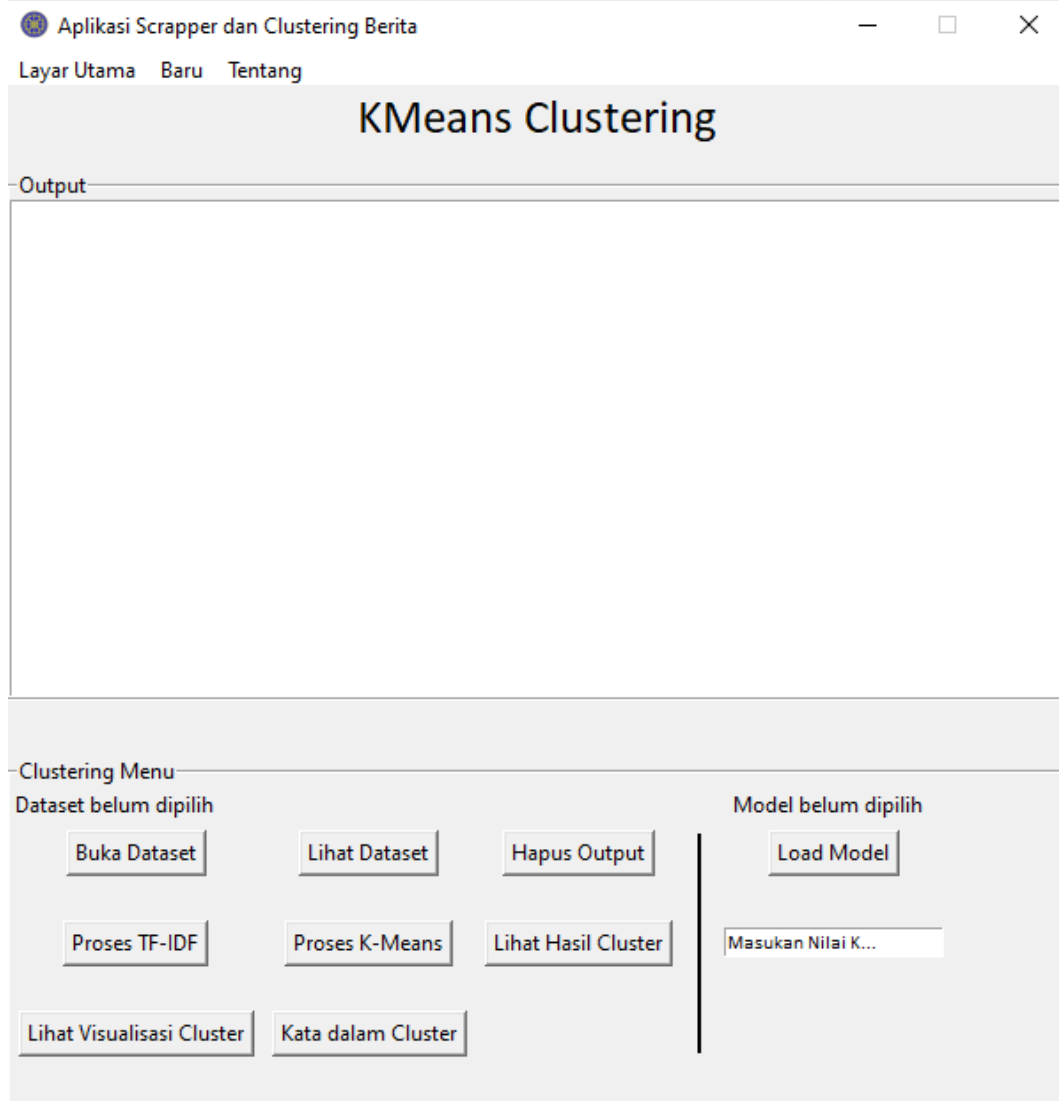 Aplikasi Scrapper dan Clustering Berita
Layar Utama Baru Tentang
KMeans Clustering
Output
Clustering Menu
Dataset belum dipilih Model belum dipilih
Buka Dataset Lihat Dataset Hapus Output Load Model
Proses TF-IDF Proses K-Means Lihat Hasil Cluster Masukan Nilai K...
Lihat Visualisasi Cluster Kata dalam Cluster